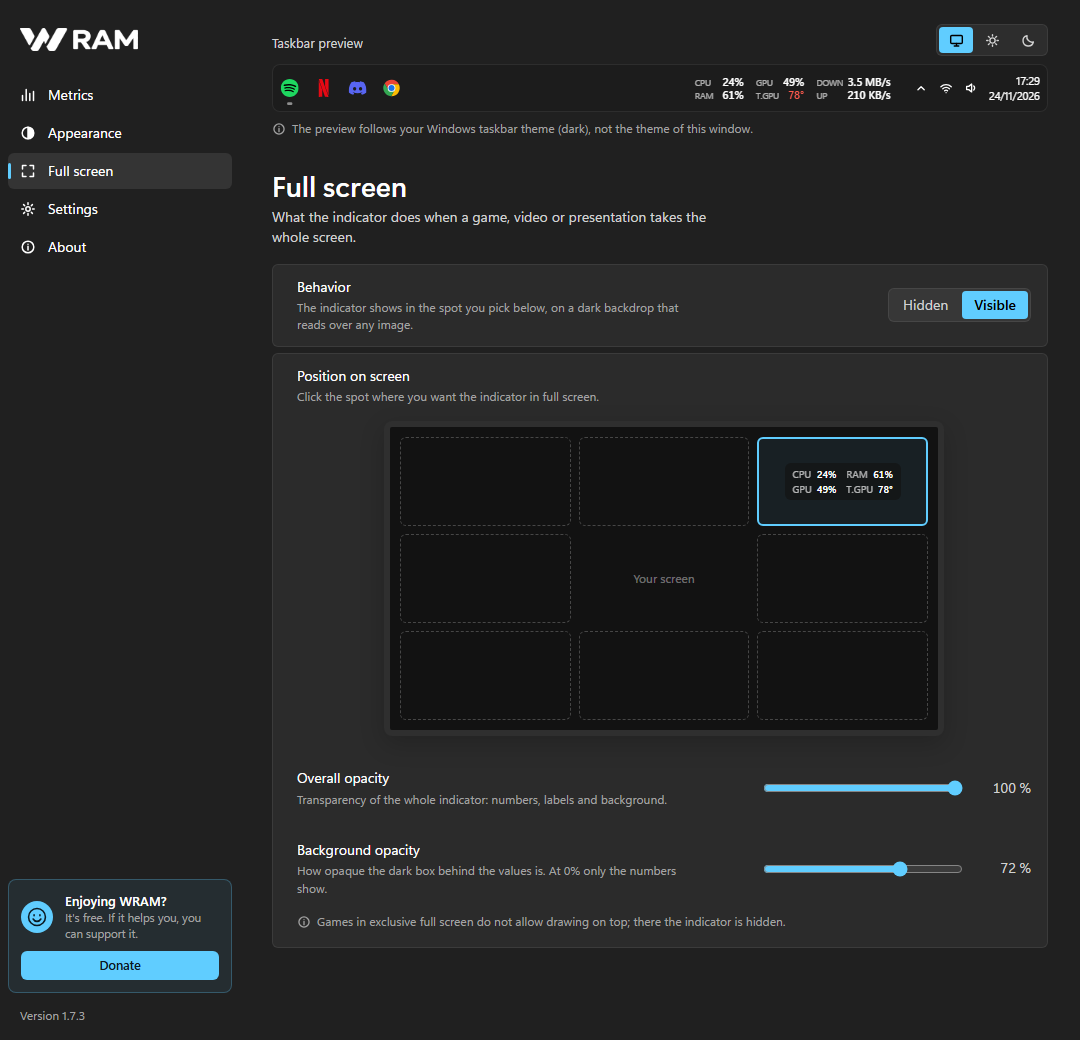 WRAM
Metrics
Appearance
Full screen
Settings
About
Taskbar preview
CPU 24% GPU 49% DOWN 3.5 MB/s
RAM 61% T.GPU 78° UP 210 KB/s
17:29
24/11/2026
The preview follows your Windows taskbar theme (dark), not the theme of this window.
Full screen
What the indicator does when a game, video or presentation takes the
whole screen.
Behavior
The indicator shows in the spot you pick below, on a dark backdrop that
reads over any image.
Hidden Visible
Position on screen
Click the spot where you want the indicator in full screen.
CPU 24% RAM 61%
GPU 49% T.GPU 78°
Your screen
Overall opacity
Transparency of the whole indicator: numbers, labels and background.
100 %
Background opacity
How opaque the dark box behind the values is. At 0% only the numbers
show.
72 %
Games in exclusive full screen do not allow drawing on top; there the indicator is hidden.
Enjoying WRAM?
It's free. If it helps you, you
can support it.
Donate
Version 1.7.3